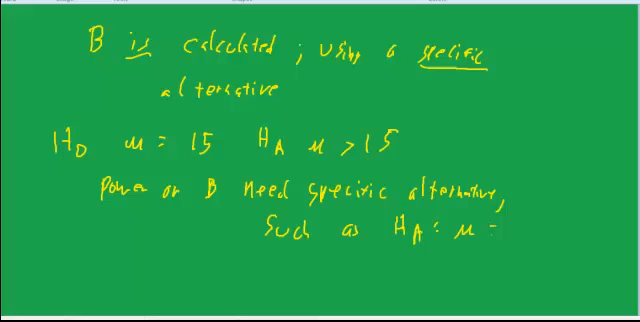 B is calculated ; using a specific
alternative
H0 μ = 15 HA μ > 15
Power or B need specific alternative,
Such as HA : μ =